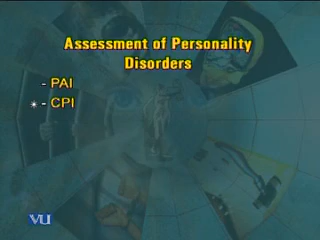 Assessment of Personality
Disorders
- PAI
- CPI
VU